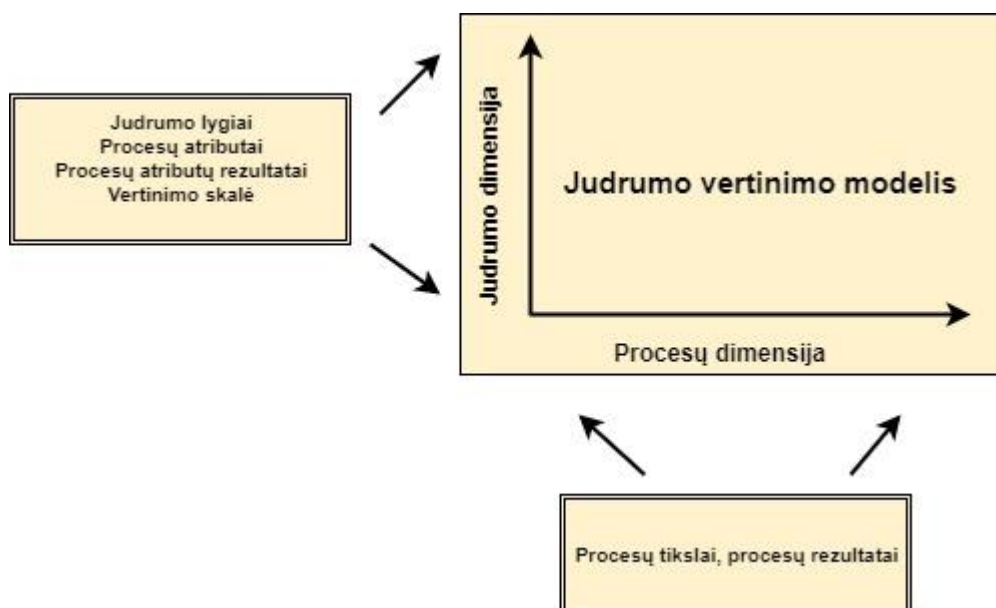 Judrumo lygiai
Procesų atributai
Procesų atributų rezultatai
Vertinimo skalė
Judrumo dimensija
Judrumo vertinimo modelis
Procesų dimensija
Procesų tikslai, procesų rezultatai